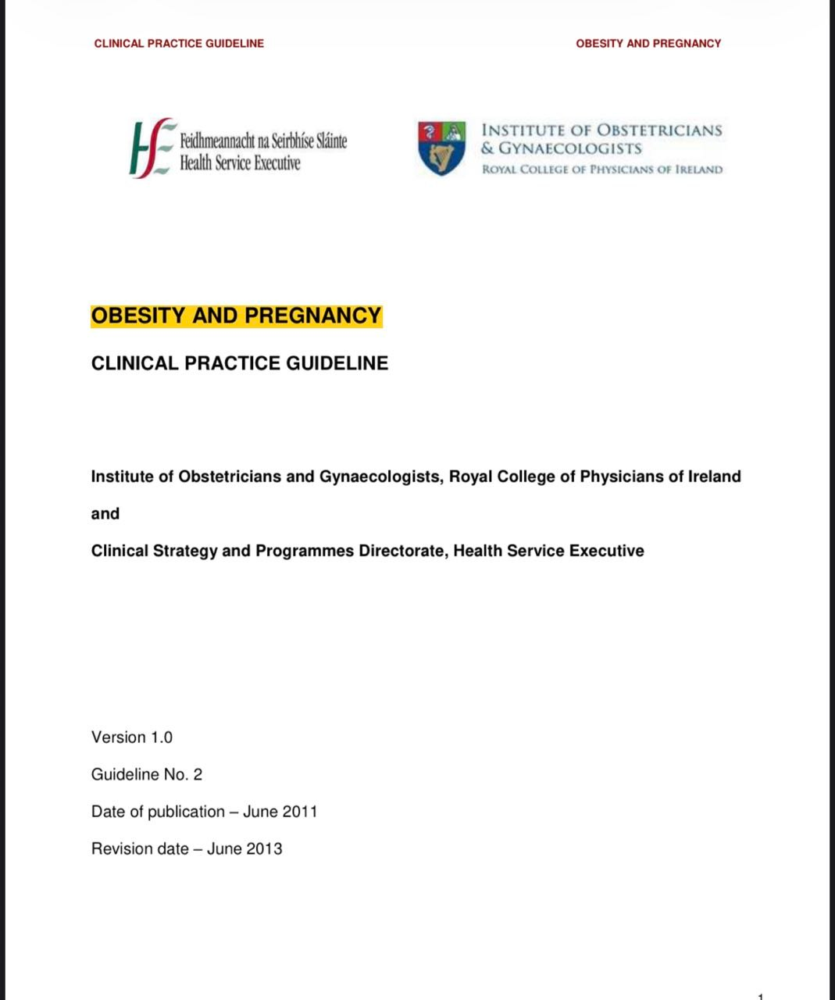 CLINICAL PRACTICE GUIDELINE OBESITY AND PREGNANCY
Feidhmeannacht na Seirbhíse Sláinte
Health Service Executive
INSTITUTE OF OBSTETRICIANS
& GYNAECOLOGISTS
ROYAL COLLEGE OF PHYSICIANS OF IRELAND
OBESITY AND PREGNANCY
CLINICAL PRACTICE GUIDELINE
Institute of Obstetricians and Gynaecologists, Royal College of Physicians of Ireland
and
Clinical Strategy and Programmes Directorate, Health Service Executive
Version 1.0
Guideline No. 2
Date of publication – June 2011
Revision date – June 2013
1